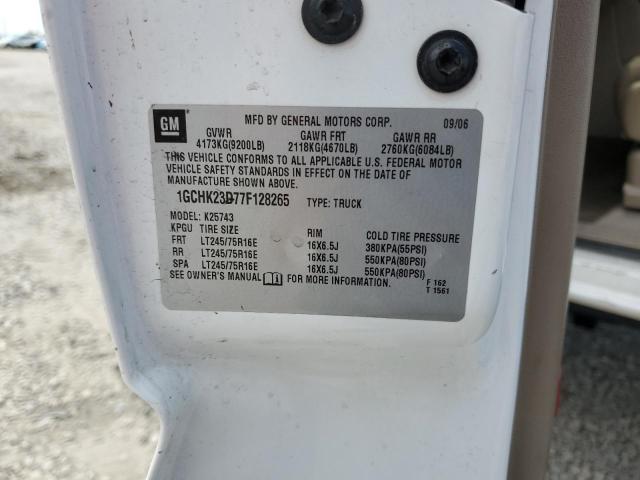 GM
MFD BY GENERAL MOTORS CORP. 09/06
GVWR GAWR FRT GAWR RR
4173KG(9200LB) 2118KG(4670LB) 2760KG(6084LB)
THIS VEHICLE CONFORMS TO ALL APPLICABLE U.S. FEDERAL MOTOR
VEHICLE SAFETY STANDARDS IN EFFECT ON THE DATE OF
MANUFACTURE SHOWN ABOVE.
1GCHK23D77F128265 TYPE: TRUCK
MODEL: K25743
.KPGU TIRE SIZE RIM COLD TIRE PRESSURE
FRT LT245/75R16E 16X6.5J 380KPA(55PSI)
RR LT245/75R16E 16X6.5J 550KPA(80PSI)
SPA LT245/75R16E 16X6.5J 550KPA(80PSI)
SEE OWNER'S MANUAL FOR MORE INFORMATION. F 162
T 1561